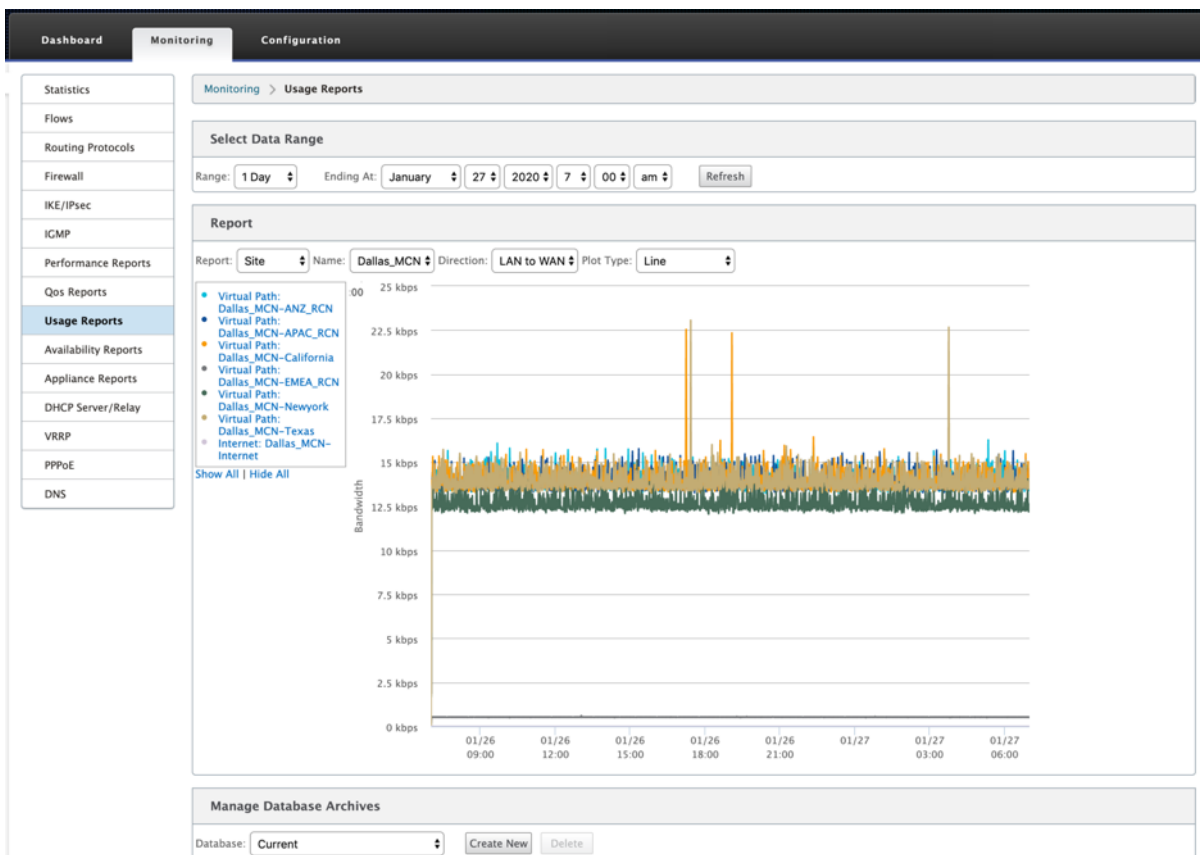 Dashboard Monitoring Configuration
Statistics
Flows
Routing Protocols
Firewall
IKE/IPsec
IGMP
Performance Reports
Qos Reports
Usage Reports
Availability Reports
Appliance Reports
DHCP Server/Relay
VRRP
PPPoE
DNS
Monitoring > Usage Reports
Select Data Range
Range: 1 Day Ending At: January 27 2020 7 00 am Refresh
Report
Report: Site Name: Dallas_MCN Direction: LAN to WAN Plot Type: Line
Virtual Path:
Dallas_MCN-ANZ_RCN
Virtual Path:
Dallas_MCN-APAC_RCN
Virtual Path:
Dallas_MCN-California
Virtual Path:
Dallas_MCN-EMEA_RCN
Virtual Path:
Dallas_MCN-Newyork
Virtual Path:
Dallas_MCN-Texas
Internet: Dallas_MCN-
Internet
Show All | Hide All
:00
Bandwidth
25 kbps
22.5 kbps
20 kbps
17.5 kbps
15 kbps
12.5 kbps
10 kbps
7.5 kbps
5 kbps
2.5 kbps
0 kbps
01/26 01/26 01/26 01/26 01/26 01/27 01/27 01/27
09:00 12:00 15:00 18:00 21:00 03:00 06:00
Manage Database Archives
Database: Current Create New Delete